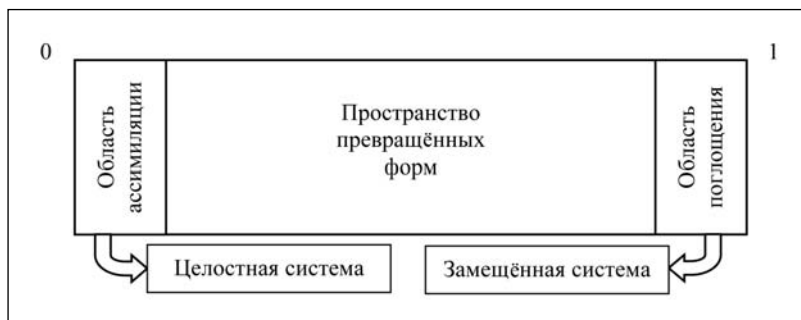 0
1
Область
ассимиляции
Пространство
превращённых
форм
Область
поглощения
Целостная система
Замещённая система